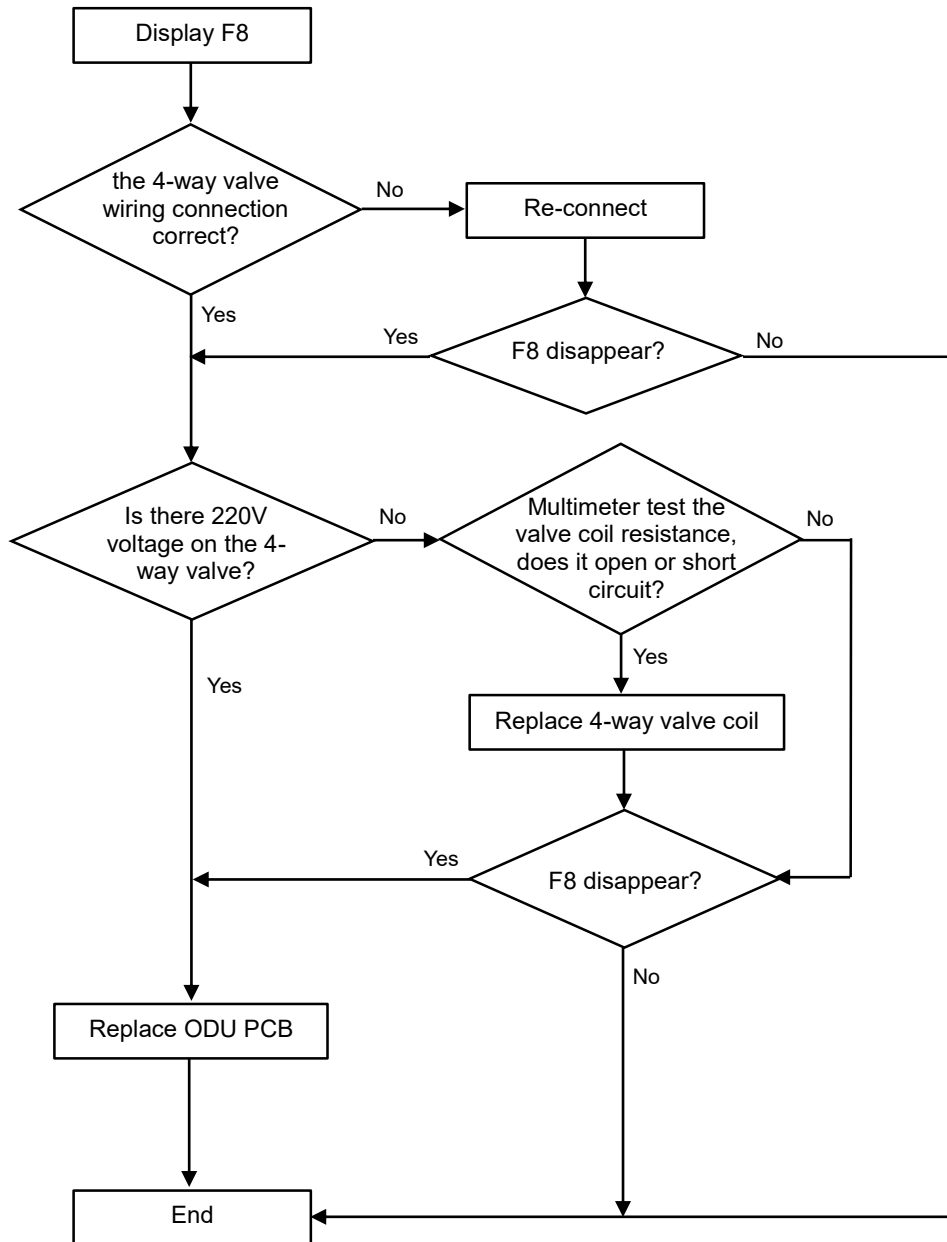 Display F8
the 4-way valve
wiring connection
correct?
No
Re-connect
Yes
Yes
F8 disappear?
No
Is there 220V
voltage on the 4-
way valve?
No
Multimeter test the
valve coil resistance,
does it open or short
circuit?
No
Yes
Yes
Replace 4-way valve coil
Yes
F8 disappear?
No
Replace ODU PCB
End